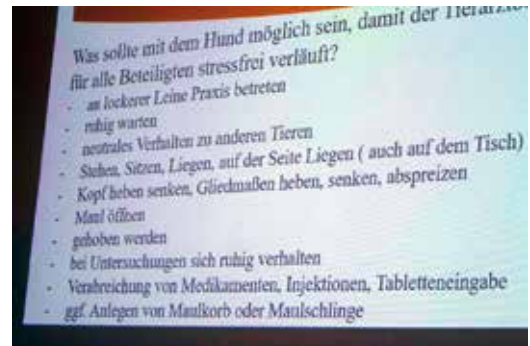 Was sollte mit dem Hund möglich sein, damit der
für alle Beteiligten stressfrei verläuft?
- an lockerer Leine Praxis betreten
- ruhig warten
- neutrales Verhalten zu anderen Tieren
- Stehen, Sitzen, Liegen, auf der Seite Liegen ( auch auf dem Tisch)
- Kopf heben senken, Gliedmaßen heben, senken, abspreizen
- Maul öffnen
- gehoben werden
- bei Untersuchungen sich ruhig verhalten
- Verabreichung von Medikamenten, Injektionen, Tabletteneingabe
- ggf. Anlegen von Maulkorb oder Maulschlinge